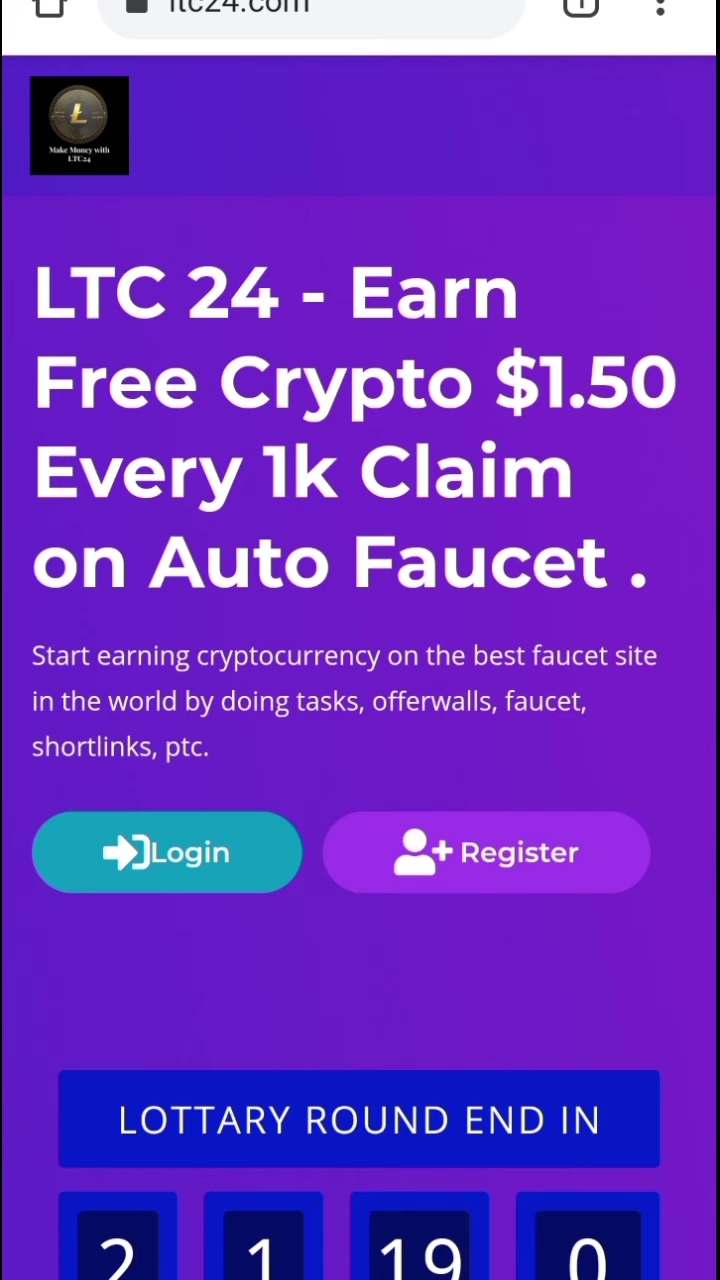 ltc24.com
Make Money with
LTC24
LTC 24 - Earn
Free Crypto $1.50
Every 1k Claim
on Auto Faucet .
Start earning cryptocurrency on the best faucet site
in the world by doing tasks, offerwalls, faucet,
shortlinks, ptc.
Login
Register
LOTTARY ROUND END IN
2 1 19 0